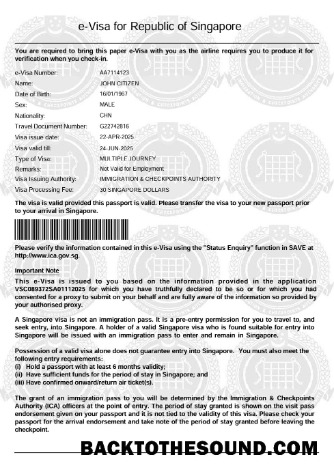 e-Visa for Republic of Singapore
You are required to bring this paper e-Visa with you as the airline requires you to produce it for
verification when you check-in.
e-Visa Number: AA7114123
Name: JOHN CITIZEN
Date of Birth: 16/01/1967
Sex: MALE
Nationality: CHN
Travel Document Number: G22742816
Visa issue date: 22-APR-2025
Visa valid till: 24-JUN-2025
Type of Visa: MULTIPLE JOURNEY
Remarks: Not Valid for Employment
Visa Issuing Authority: IMMIGRATION & CHECKPOINTS AUTHORITY
Visa Processing Fee: 30 SINGAPORE DOLLARS
The visa is valid provided this passport is valid. Please transfer the visa to your new passport prior
to your arrival in Singapore.
Please verify the information contained in this e-Visa using the "Status Enquiry" function in SAVE at
http://www.ica.gov.sg.
Important Note
This e-Visa is issued to you based on the information provided in the application
VSC089372SA01112025 for which you have truthfully declared to be so or for which you had
consented for a proxy to submit on your behalf and are fully aware of the information so provided by
your authorised proxy.
A Singapore visa is not an immigration pass. It is a pre-entry permission for you to travel to, and
seek entry, into Singapore. A holder of a valid Singapore visa who is found suitable for entry into
Singapore will be issued with an immigration pass to enter and remain in Singapore.
Possession of a valid visa alone does not guarantee entry into Singapore. You must also meet the
following entry requirements:
(i) Hold a passport with at least 6 months validity;
(ii) Have sufficient funds for the period of stay in Singapore; and
(iii) Have confirmed onward/return air ticket(s).
The grant of an immigration pass to you will be determined by the Immigration & Checkpoints
Authority (ICA) officers at the point of entry. The period of stay granted is shown on the visit pass
endorsement given on your passport and it is not tied to the validity of this visa. Please check your
passport for the arrival endorsement and take note of the period of stay granted before leaving the
checkpoint.
BACKTOTHESOUND.COM